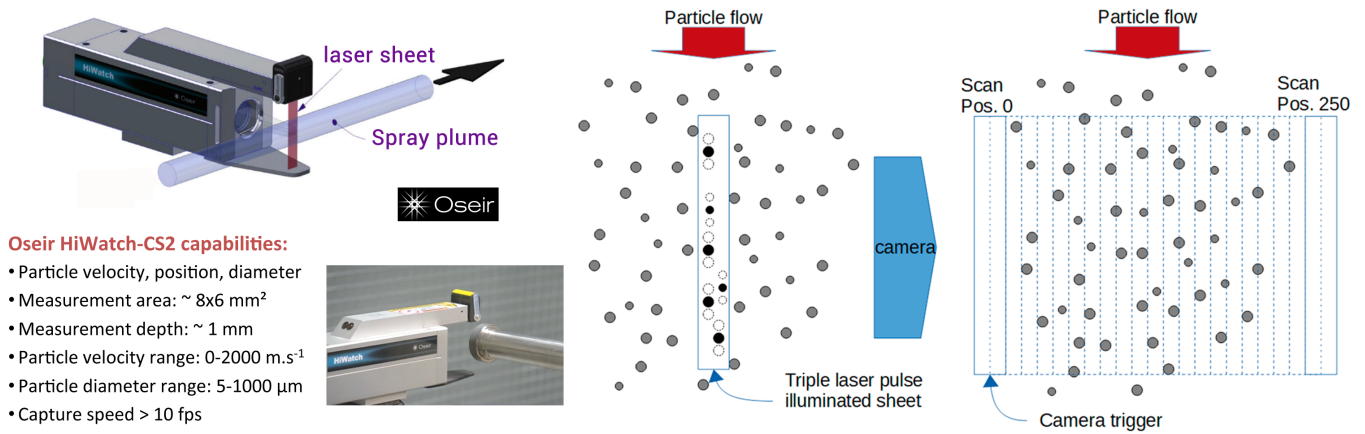 HiWatch
Oseir
laser sheet
Spray plume
Oseir
Oseir HiWatch-CS2 capabilities:
• Particle velocity, position, diameter
• Measurement area: ~ 8x6 mm²
• Measurement depth: ~ 1 mm
• Particle velocity range: 0-2000 m.s⁻¹
• Particle diameter range: 5-1000 µm
• Capture speed > 10 fps
HiWatch
Oseir
Particle flow
camera
Triple laser pulse
illuminated sheet
Particle flow
Scan
Pos. 0
Scan
Pos. 250
Camera trigger